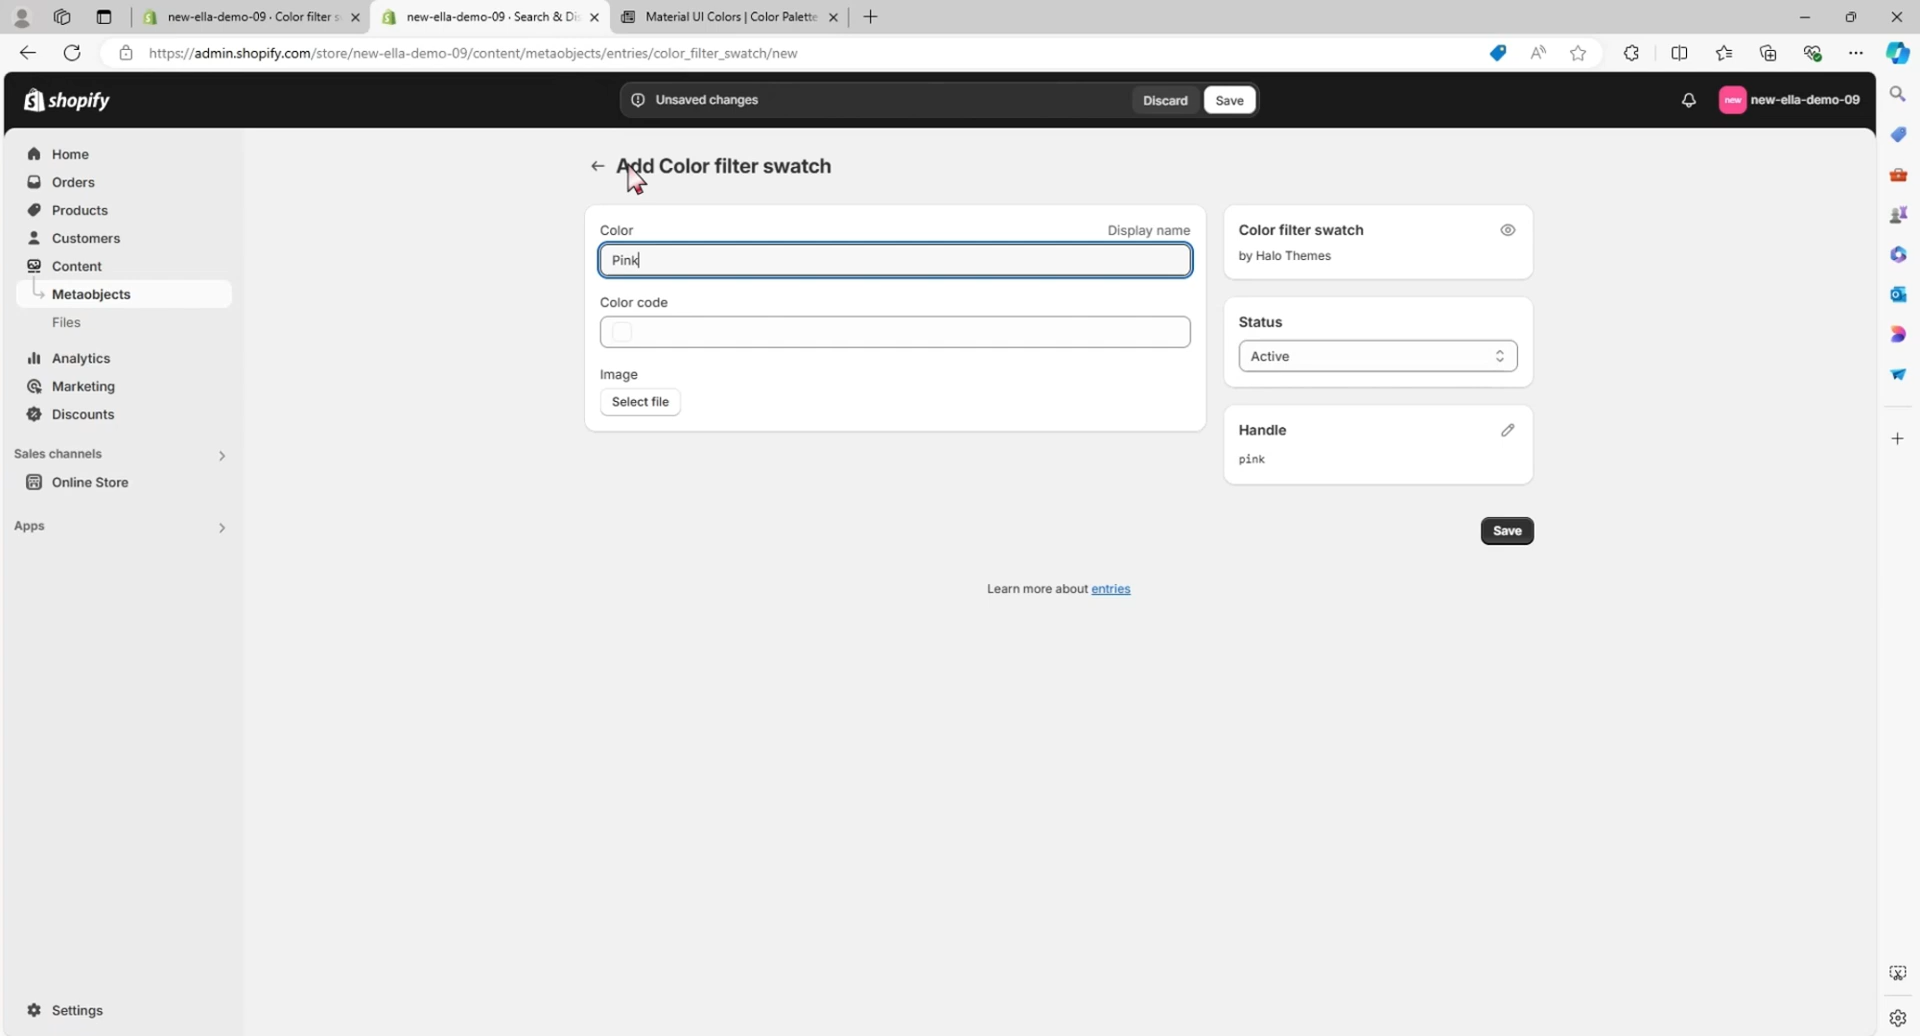 new-ella-demo-09 · Color filter s
new-ella-demo-09 · Search & Di
Material UI Colors | Color Palette
https://admin.shopify.com/store/new-ella-demo-09/content/metaobjects/entries/color_filter_swatch/new
shopify
Unsaved changes
Discard
Save
new
new-ella-demo-09
Home
Orders
Products
Customers
Content
Metaobjects
Files
Analytics
Marketing
Discounts
Sales channels
Online Store
Apps
Settings
Add Color filter swatch
Color
Display name
Pink
Color code
Image
Select file
Color filter swatch
by Halo Themes
Status
Active
Handle
pink
Save
Learn more about entries